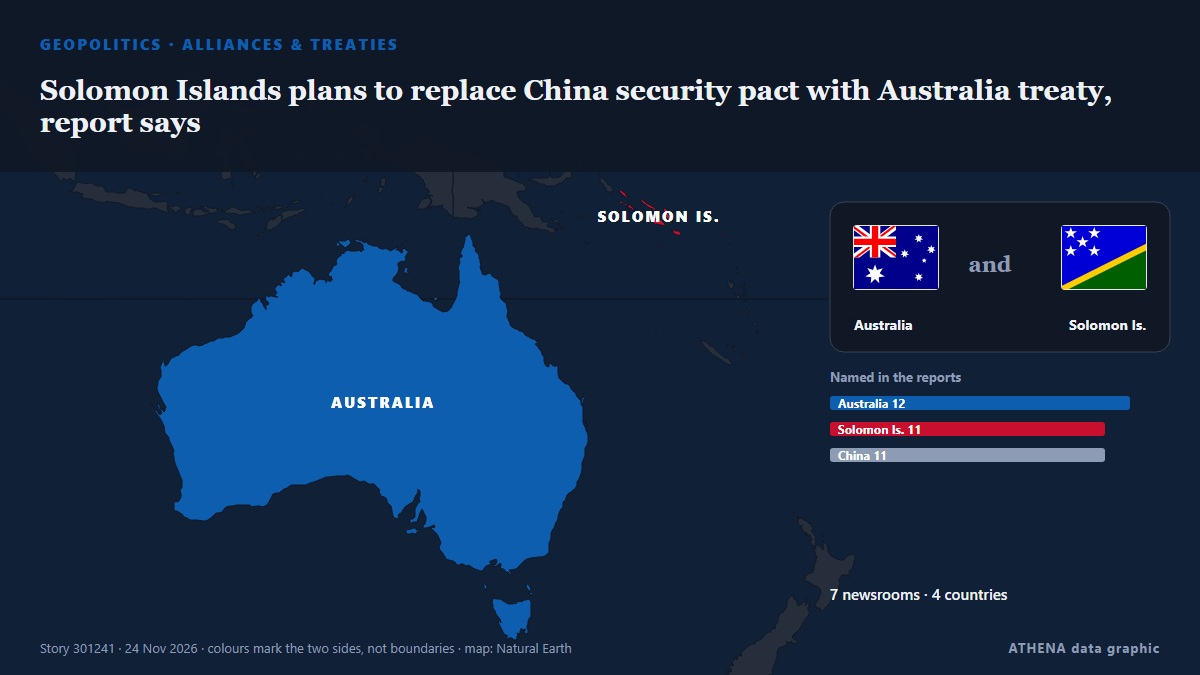 GEOPOLITICS · ALLIANCES & TREATIES
Solomon Islands plans to replace China security pact with Australia treaty,
report says
SOLOMON IS.
AUSTRALIA
and
Australia
Solomon Is.
Named in the reports
Australia 12
Solomon Is. 11
China 11
7 newsrooms · 4 countries
Story 301241 · 24 Nov 2026 · colours mark the two sides, not boundaries · map: Natural Earth
ATHENA data graphic